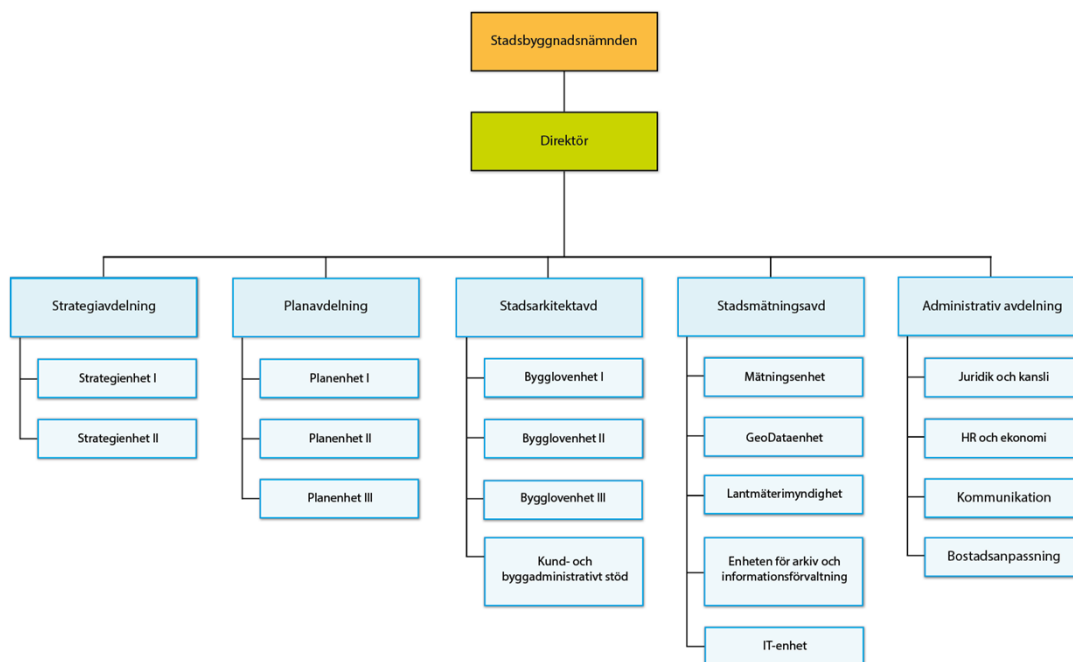 Stadsbyggnadsnämnden
Direktör
Strategiavdelning
Strategienhet I
Strategienhet II
Planavdelning
Planenhet I
Planenhet II
Planenhet III
Stadsarkitektavd
Bygglovenhet I
Bygglovenhet II
Bygglovenhet III
Kund- och
byggadministrativt stöd
Stadsmätningsavd
Mätningsenhet
GeoDataenhet
Lantmäterimyndighet
Enheten för arkiv och
informationsförvaltning
IT-enhet
Administrativ avdelning
Juridik och kansli
HR och ekonomi
Kommunikation
Bostadsanpassning